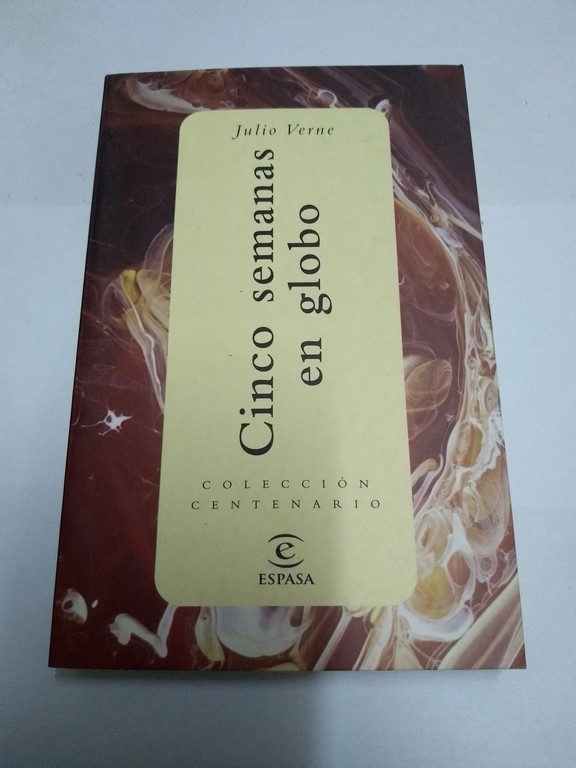 Julio Verne
Cinco semanas
en globo
COLECCIÓN
CENTENARIO
e
ESPASA